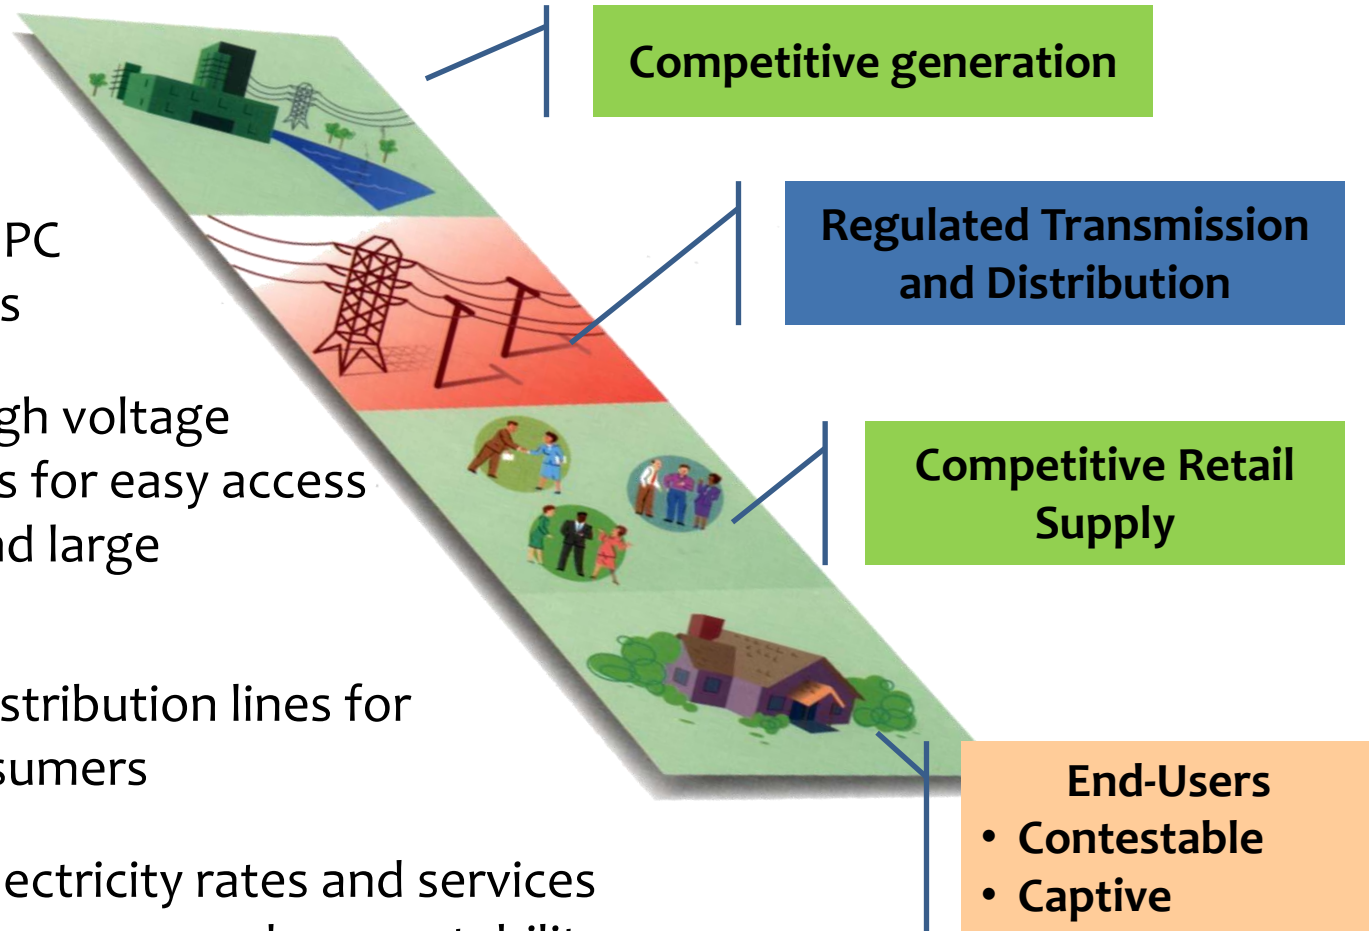 Competitive generation
Regulated Transmission
and Distribution
PC
s
gh voltage
s for easy access
nd large
Competitive Retail
Supply
stribution lines for
sumers
End-Users
• Contestable
• Captive
ectricity rates and services